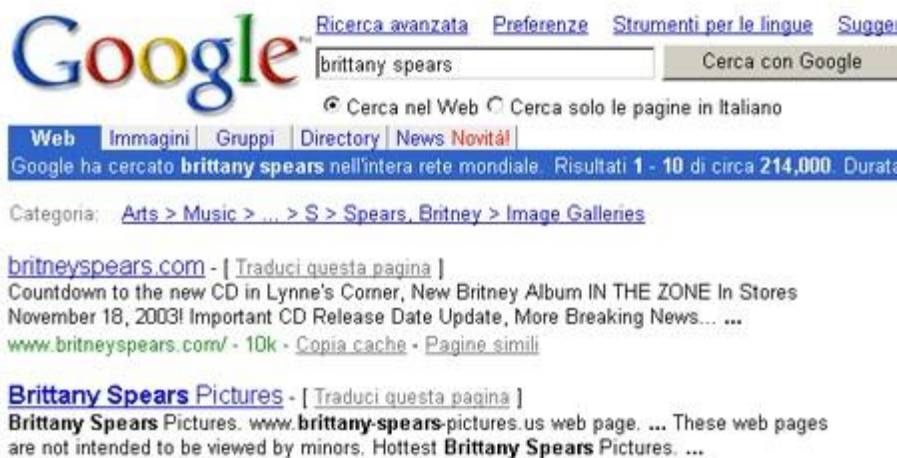 Google™
Ricerca avanzata Preferenze Strumenti per le lingue Sugge
brittany spears Cerca con Google
Cerca nel Web Cerca solo le pagine in Italiano
Web Immagini Gruppi Directory News Novitá!
Google ha cercato brittany spears nell'intera rete mondiale. Risultati 1 - 10 di circa 214,000. Durata
Categoria: Arts > Music > ... > S > Spears, Britney > Image Galleries
britneyspears.com - [ Traduci questa pagina ]
Countdown to the new CD in Lynne's Corner, New Britney Album IN THE ZONE In Stores
November 18, 2003! Important CD Release Date Update, More Breaking News... ...
www.britneyspears.com/ - 10k - Copia cache - Pagine simili
Brittany Spears Pictures - [ Traduci questa pagina ]
Brittany Spears Pictures. www.brittany-spears-pictures.us web page. ... These web pages
are not intended to be viewed by minors. Hottest Brittany Spears Pictures. ...